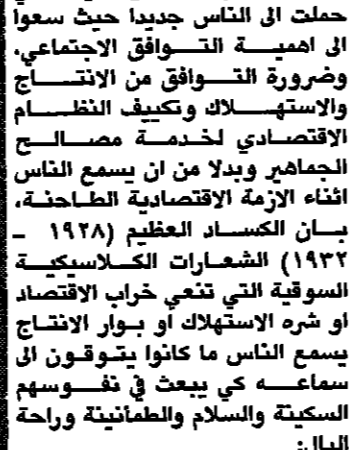 حملت الى الناس جديدا حيث سعوا
الى اهمية التوافق الاجتماعي،
وضرورة التوافق من الانتاج
والاستهلاك وتكييف النظام
الاقتصادي لخدمة مصالح
الجماهير وبدلا من ان يسمع الناس
اثناء الازمة الاقتصادية الطاحنة،
بان الكساد العظيم (١٩٢٨ -
١٩٣٢) الشعارات الكلاسيكية
السوقية التي تنعي خراب الاقتصاد
او شره الاستهلاك او بوار الانتاج
يسمع الناس ما كانوا يتوقون الى
سماعه كي يبعث في نفوسهم
السكينة والسلام والطمأنينة وراحة
البال: